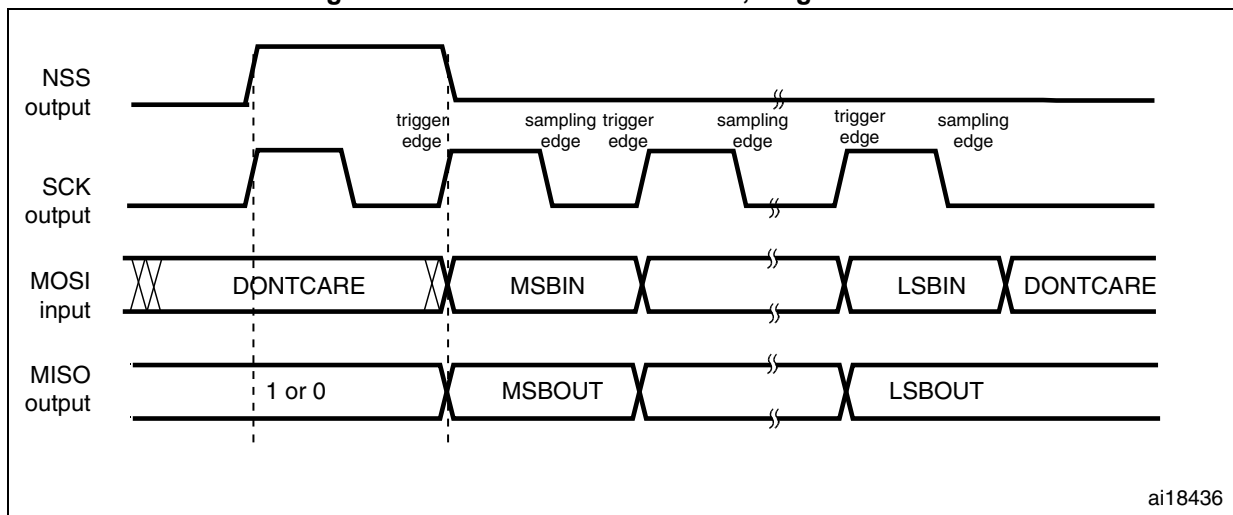 NSS
output
trigger
edge
sampling
edge
trigger
edge
sampling
edge
trigger
edge
sampling
edge
SCK
output
MOSI
input
DONTCARE
MSBIN
LSBIN
DONTCARE
MISO
output
1 or 0
MSBOUT
LSBOUT
ai18436